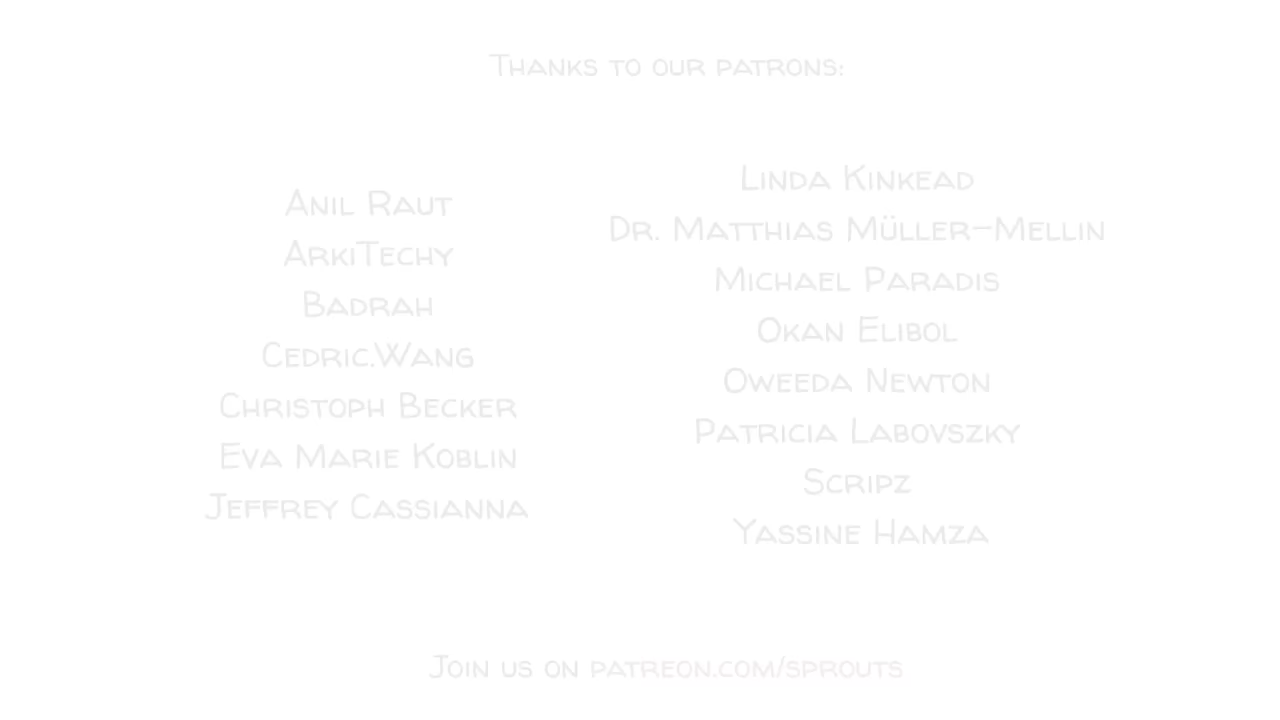 Thanks to our patrons:
Anil Raut
ArkiTechy
Badrah
Cedric.Wang
Christoph Becker
Eva Marie Koblin
Jeffrey Cassianna
Linda Kinkead
Dr. Matthias Müller-Mellin
Michael Paradis
Okan Elibol
Oweeda Newton
Patricia Labovszky
Scripz
Yassine Hamza
Join us on patreon.com/sprouts